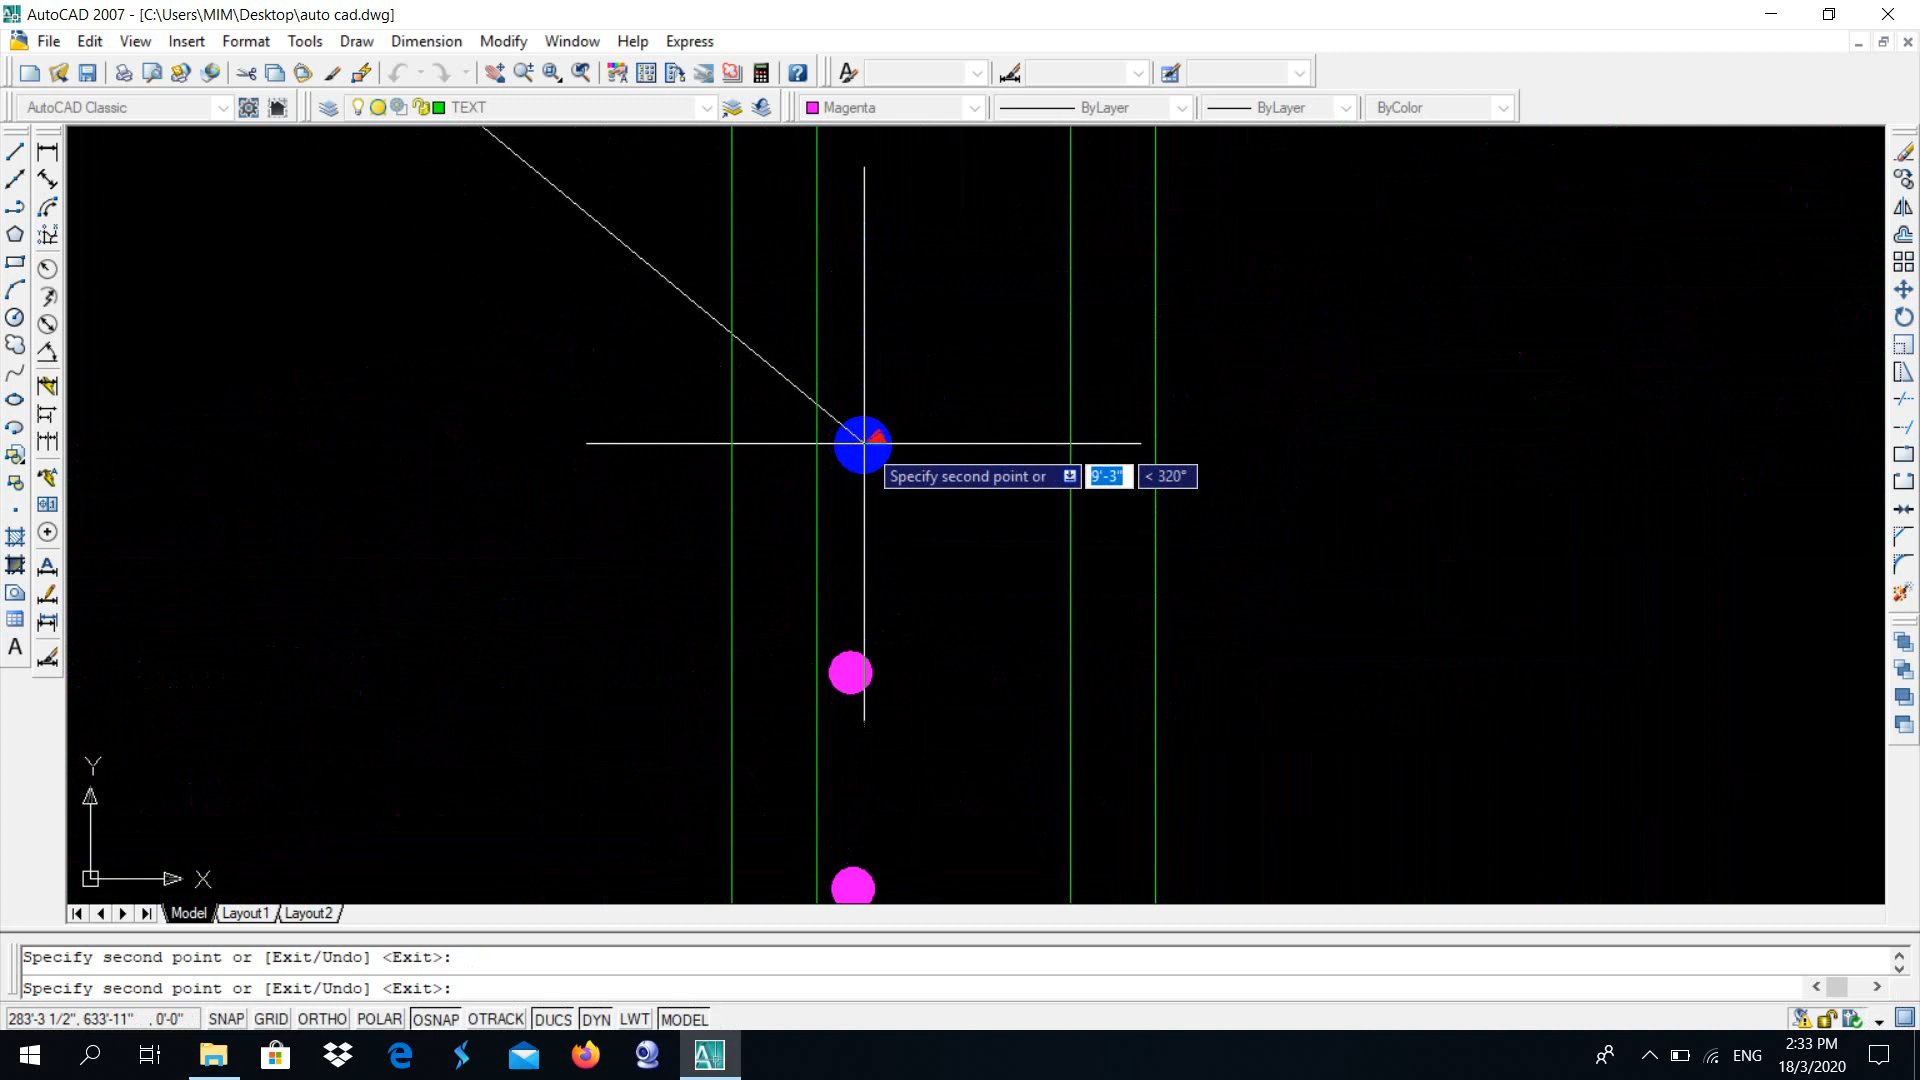 AutoCAD 2007 - [C:\Users\MIM\Desktop\auto cad.dwg]
File Edit View Insert Format Tools Draw Dimension Modify Window Help Express
AutoCAD Classic TEXT Magenta ByLayer ByLayer ByColor
Specify second point or 9'-3" < 320°
Y
X
Model Layout1 Layout2
Specify second point or [Exit/Undo] <Exit>:
Specify second point or [Exit/Undo] <Exit>:
283'-3 1/2", 633'-11" , 0'-0" SNAP GRID ORTHO POLAR OSNAP OTRACK DUCS DYN LWT MODEL
ENG
2:33 PM
18/3/2020